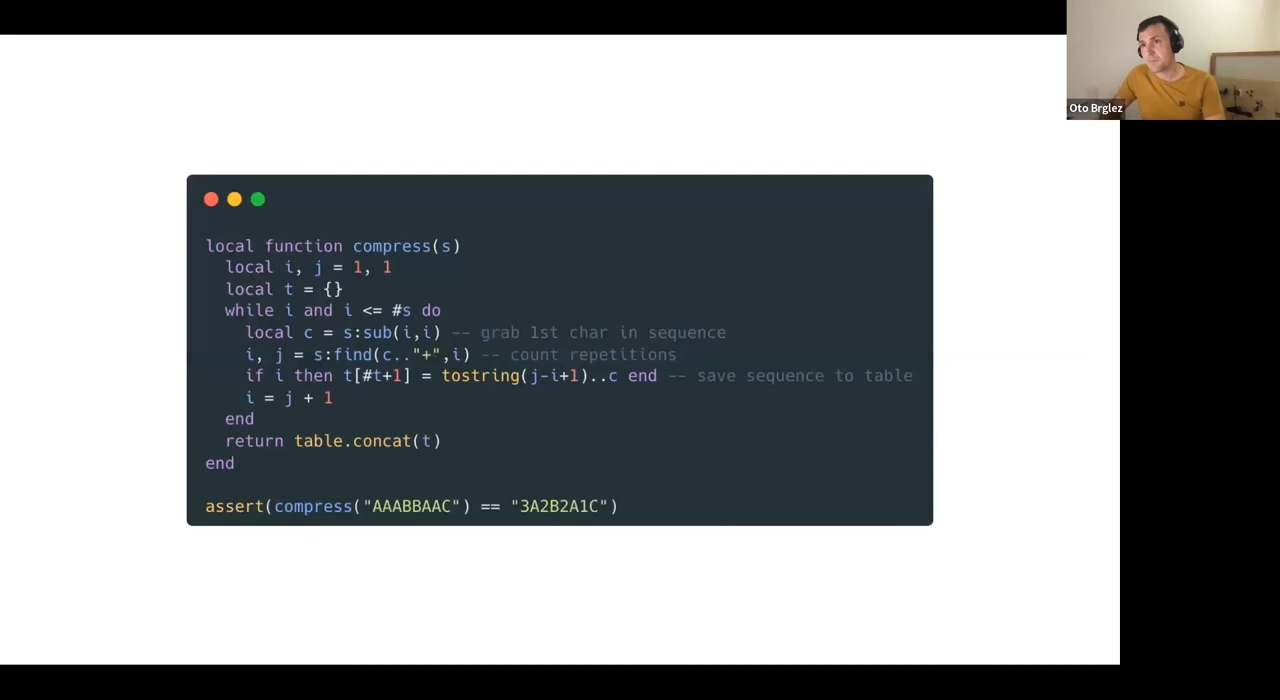 Oto Brglez
local function compress(s)
  local i, j = 1, 1
  local t = {}
  while i and i <= #s do
    local c = s:sub(i,i) -- grab 1st char in sequence
    i, j = s:find(c.."+",i) -- count repetitions
    if i then t[#t+1] = tostring(j-i+1)..c end -- save sequence to table
    i = j + 1
  end
  return table.concat(t)
end
assert(compress("AAABBAAC") == "3A2B2A1C")